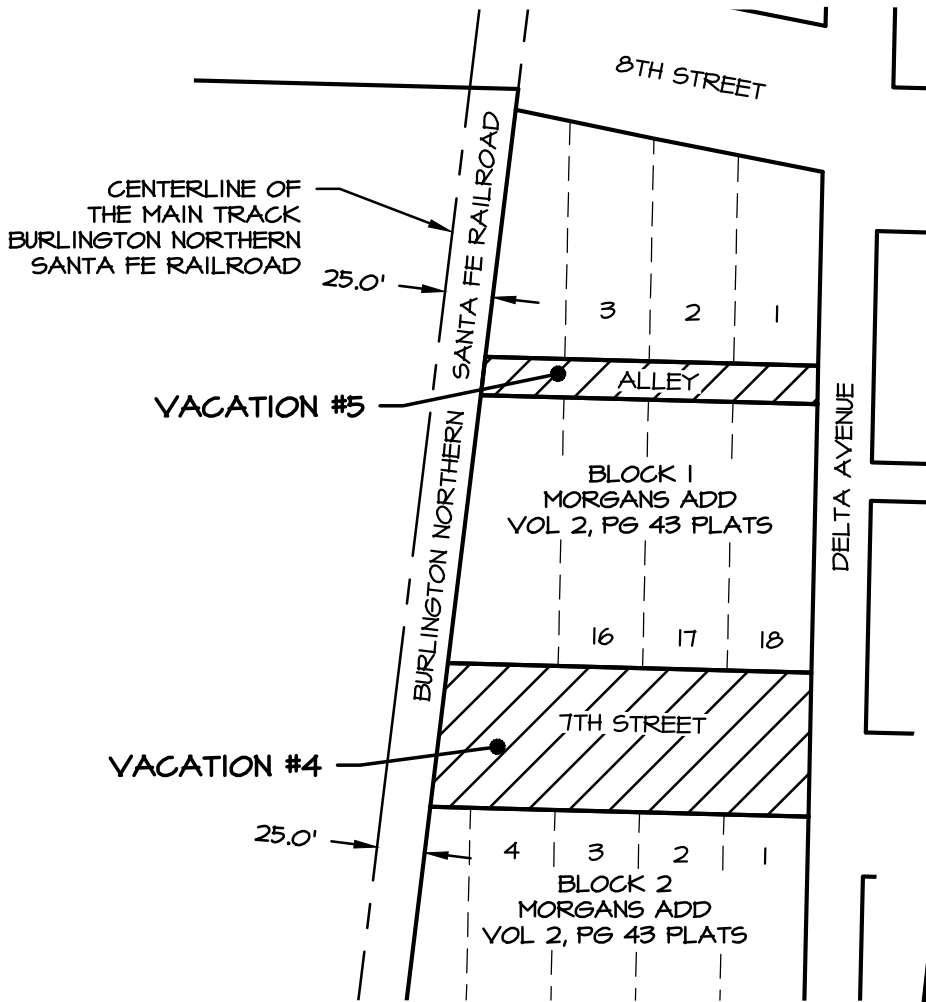 8TH STREET
CENTERLINE OF
THE MAIN TRACK
BURLINGTON NORTHERN
SANTA FE RAILROAD
25.0'
BURLINGTON NORTHERN SANTA FE RAILROAD
3 2 1
ALLEY
VACATION #5
DELTA AVENUE
BLOCK 1
MORGANS ADD
VOL 2, PG 43 PLATS
16 17 18
7TH STREET
VACATION #4
25.0'
4 3 2 1
BLOCK 2
MORGANS ADD
VOL 2, PG 43 PLATS